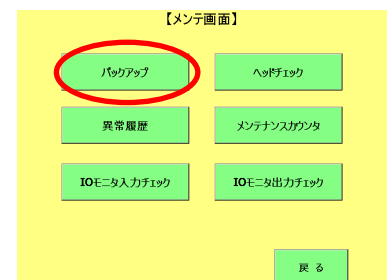 【メンテ画面】
バックアップ
ヘッドチェック
異常履歴
メンテナンスカウンタ
IOモニタ入力チェック
IOモニタ出力チェック
戻 る